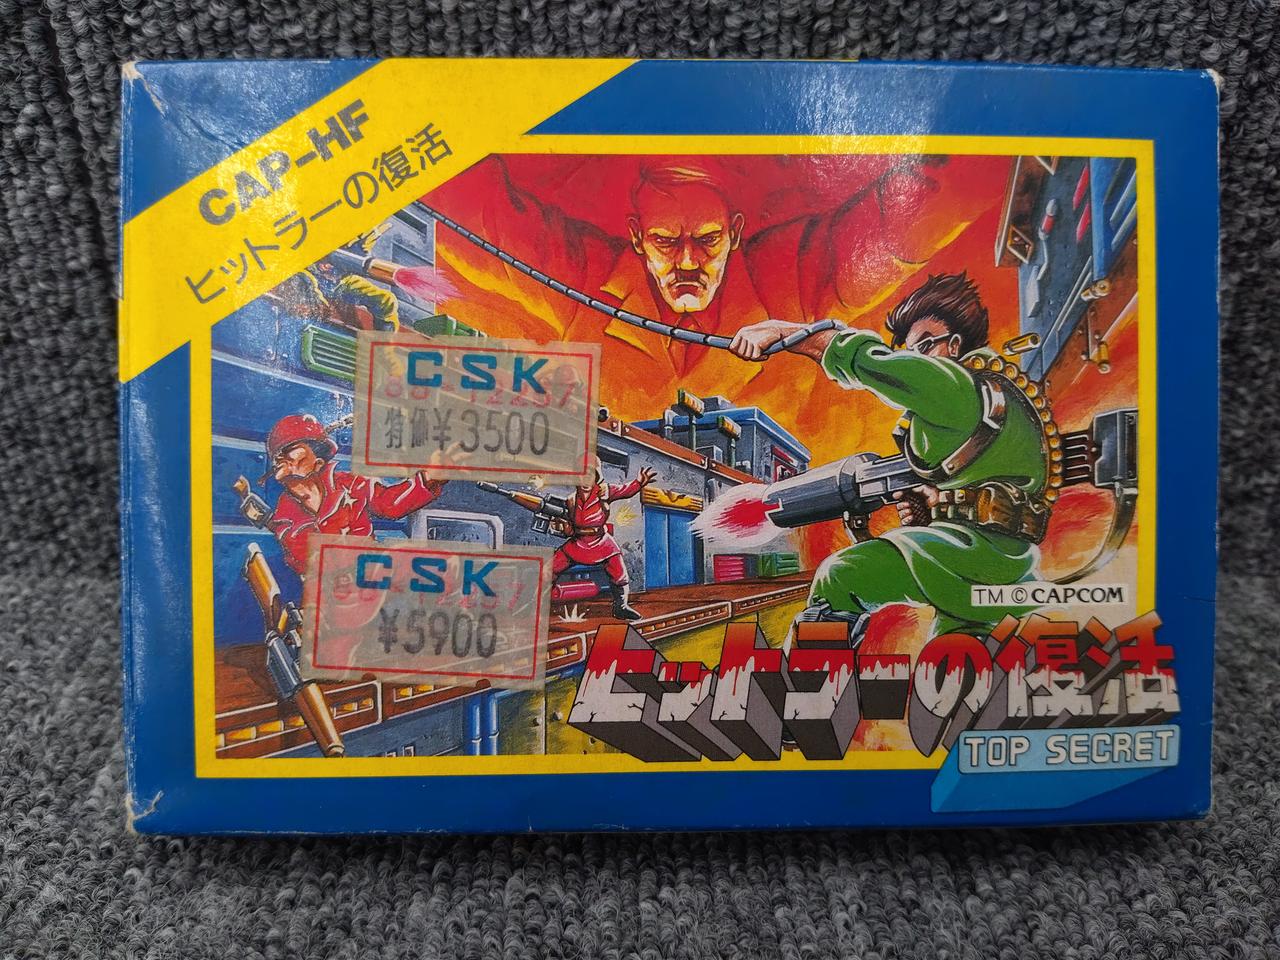 CAP-HF
ヒットラーの復活
CSK
特価¥3500
CSK
¥5900
TM © CAPCOM
ヒットラーの復活
TOP SECRET